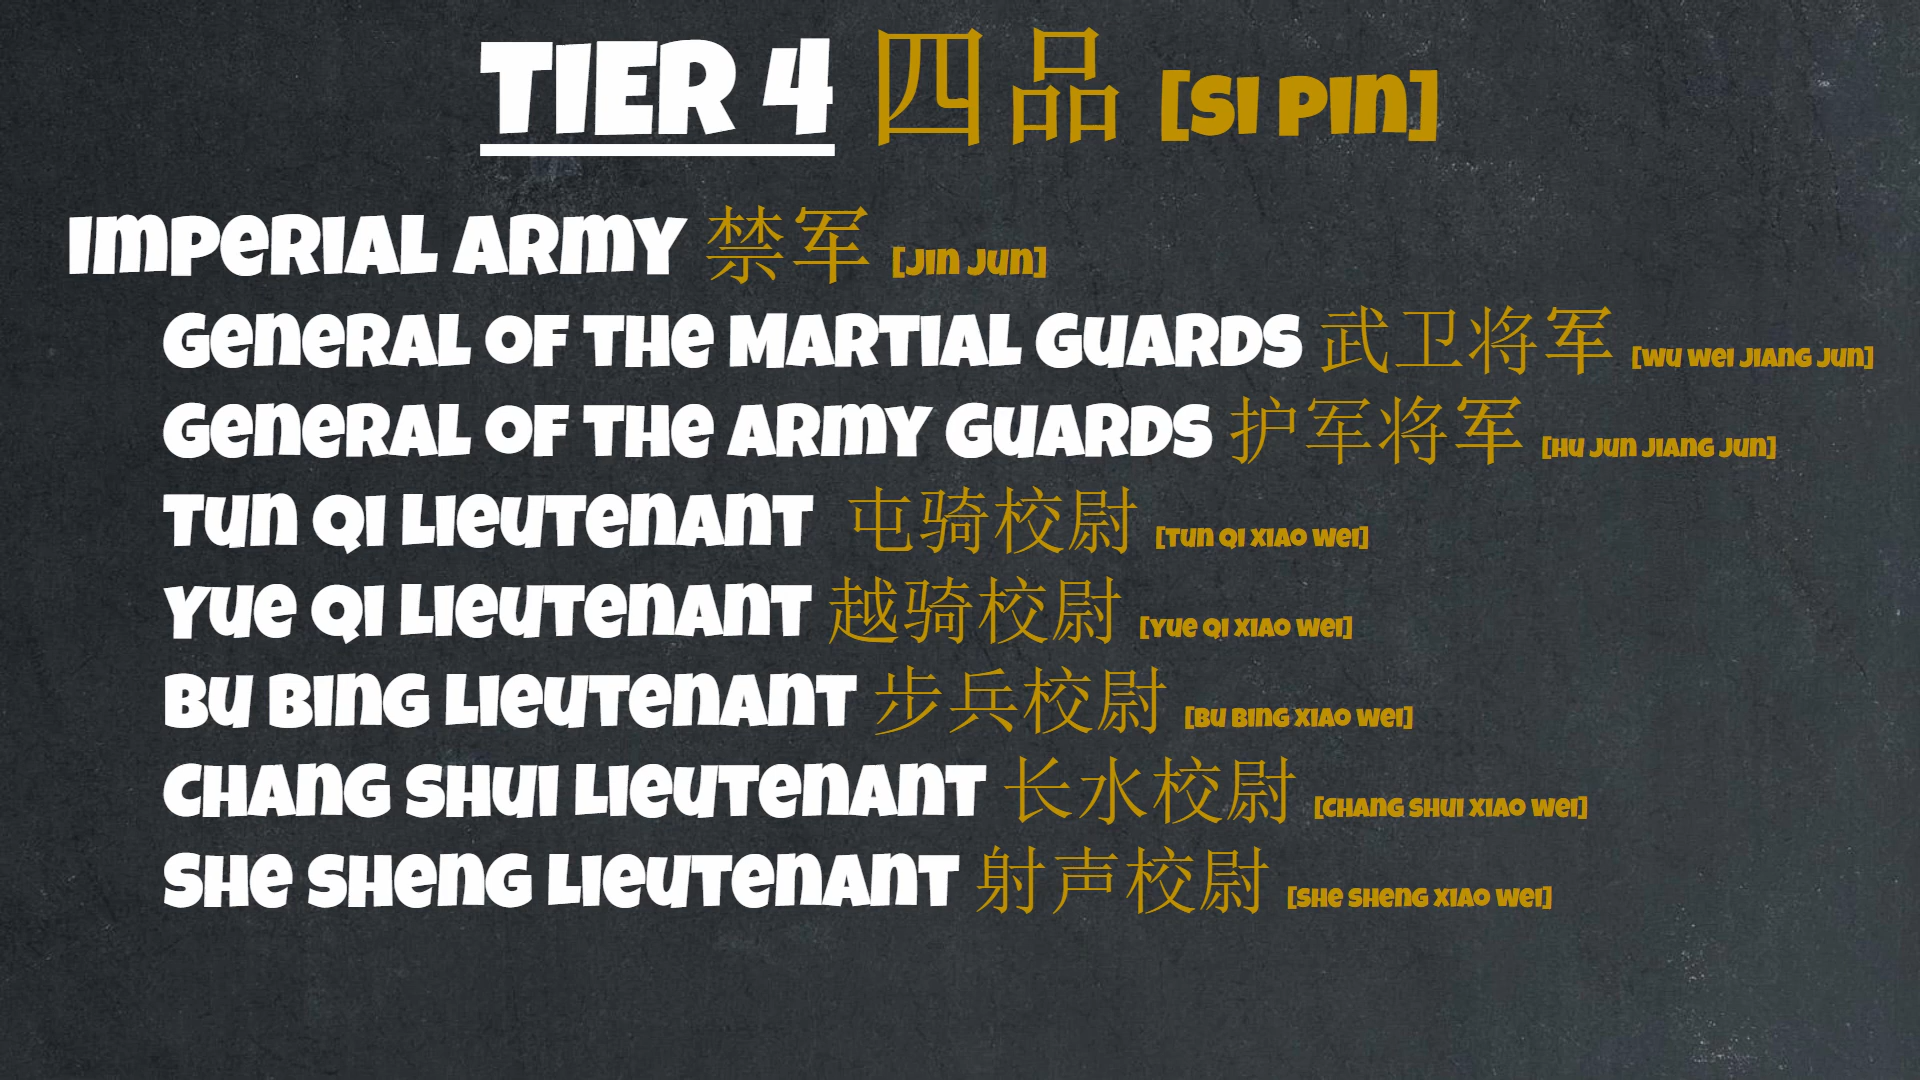 TIER 4 四品 [Si Pin]
Imperial Army 禁军 [Jin Jun]
General of the Martial Guards 武卫将军 [Wu Wei Jiang Jun]
General of the Army Guards 护军将军 [Hu Jun Jiang Jun]
Tun Qi Lieutenant 屯骑校尉 [Tun Qi Xiao Wei]
Yue Qi Lieutenant 越骑校尉 [Yue Qi Xiao Wei]
Bu Bing Lieutenant 步兵校尉 [Bu Bing Xiao Wei]
Chang Shui Lieutenant 长水校尉 [Chang Shui Xiao Wei]
She Sheng Lieutenant 射声校尉 [She Sheng Xiao Wei]